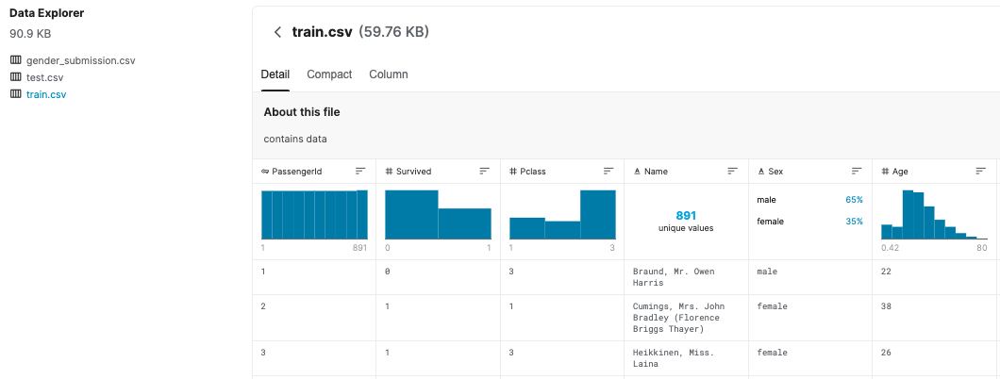 Data Explorer
90.9 KB
gender_submission.csv
test.csv
train.csv
train.csv (59.76 KB)
Detail Compact Column
About this file
contains data
PassengerId # Survived # Pclass A Name A Sex # Age
891
unique values
male 65%
female 35%
1 891 0 1 1 3 0.42 80
1 0 3 Braund, Mr. Owen male 22
Harris
2 1 1 Cumings, Mrs. John female 38
Bradley (Florence
Briggs Thayer)
3 1 3 Heikkinen, Miss. female 26
Laina